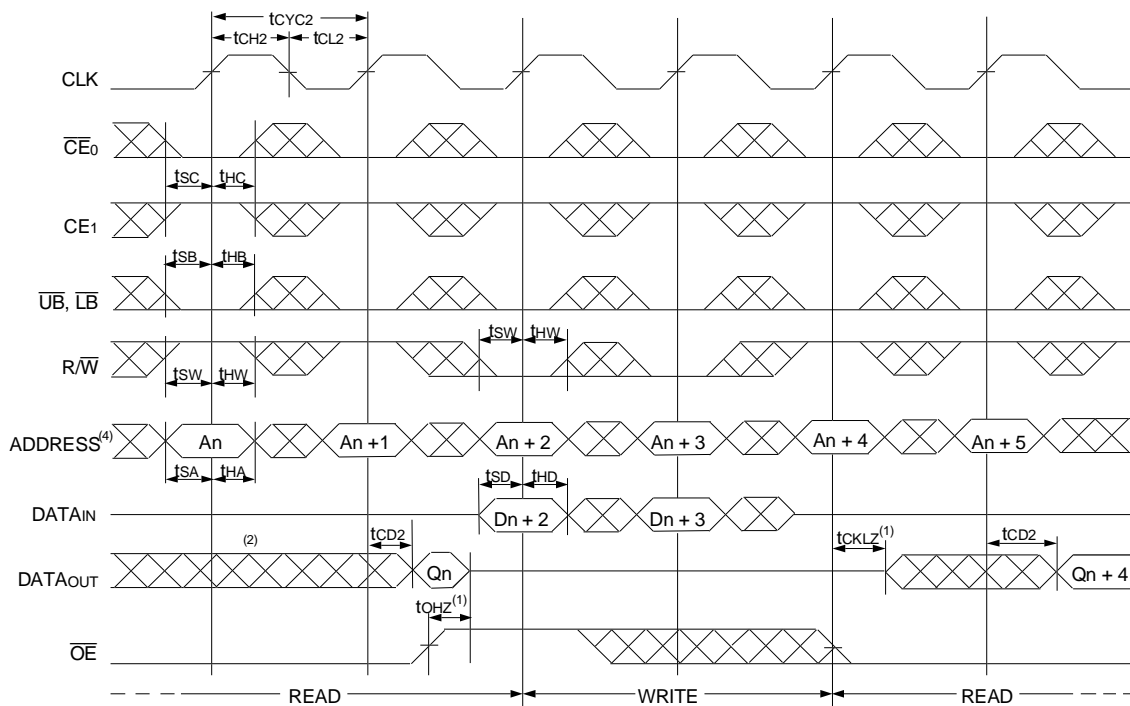 tCYC2
tCH2 tCL2
CLK
CE0
tSC tHC
CE1
tSB tHB
UB, LB
tSW tHW
R/W
tSW tHW
ADDRESS(4) An An +1 An + 2 An + 3 An + 4 An + 5
tSA tHA tSD tHD
DATAIN Dn + 2 Dn + 3
(2) tCD2 tCKLZ(1) tCD2
DATAOUT Qn Qn + 4
tOHZ(1)
OE
READ WRITE READ